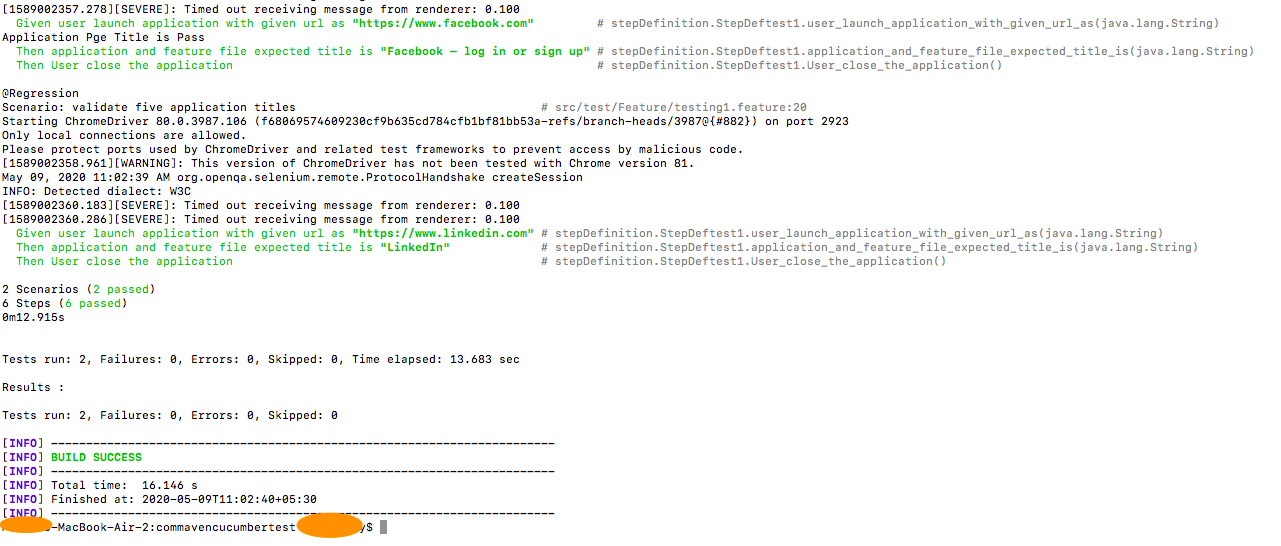 [1589002357.278][SEVERE]: Timed out receiving message from renderer: 0.100
Given user launch application with given url as "https://www.facebook.com" # stepDefinition.StepDeftest1.user_launch_application_with_given_url_as(java.lang.String)
Application Pge Title is Pass
Then application and feature file expected title is "Facebook – log in or sign up" # stepDefinition.StepDeftest1.application_and_feature_file_expected_title_is(java.lang.String)
Then User close the application # stepDefinition.StepDeftest1.User_close_the_application()
@Regression
Scenario: validate five application titles # src/test/Feature/testing1.feature:20
Starting ChromeDriver 80.0.3987.106 (f68069574609230cf9b635cd784cfb1bf81bb53a-refs/branch-heads/3987@{#882}) on port 2923
Only local connections are allowed.
Please protect ports used by ChromeDriver and related test frameworks to prevent access by malicious code.
[1589002358.961][WARNING]: This version of ChromeDriver has not been tested with Chrome version 81.
May 09, 2020 11:02:39 AM org.openqa.selenium.remote.ProtocolHandshake createSession
INFO: Detected dialect: W3C
[1589002360.183][SEVERE]: Timed out receiving message from renderer: 0.100
[1589002360.286][SEVERE]: Timed out receiving message from renderer: 0.100
Given user launch application with given url as "https://www.linkedin.com" # stepDefinition.StepDeftest1.user_launch_application_with_given_url_as(java.lang.String)
Then application and feature file expected title is "LinkedIn" # stepDefinition.StepDeftest1.application_and_feature_file_expected_title_is(java.lang.String)
Then User close the application # stepDefinition.StepDeftest1.User_close_the_application()
2 Scenarios (2 passed)
6 Steps (6 passed)
0m12.915s
Tests run: 2, Failures: 0, Errors: 0, Skipped: 0, Time elapsed: 13.683 sec
Results :
Tests run: 2, Failures: 0, Errors: 0, Skipped: 0
[INFO] ------------------------------------------------------------------------
[INFO] BUILD SUCCESS
[INFO] ------------------------------------------------------------------------
[INFO] Total time:  16.146 s
[INFO] Finished at: 2020-05-09T11:02:40+05:30
[INFO] ------------------------------------------------------------------------
-MacBook-Air-2:commavencucumbertest y$